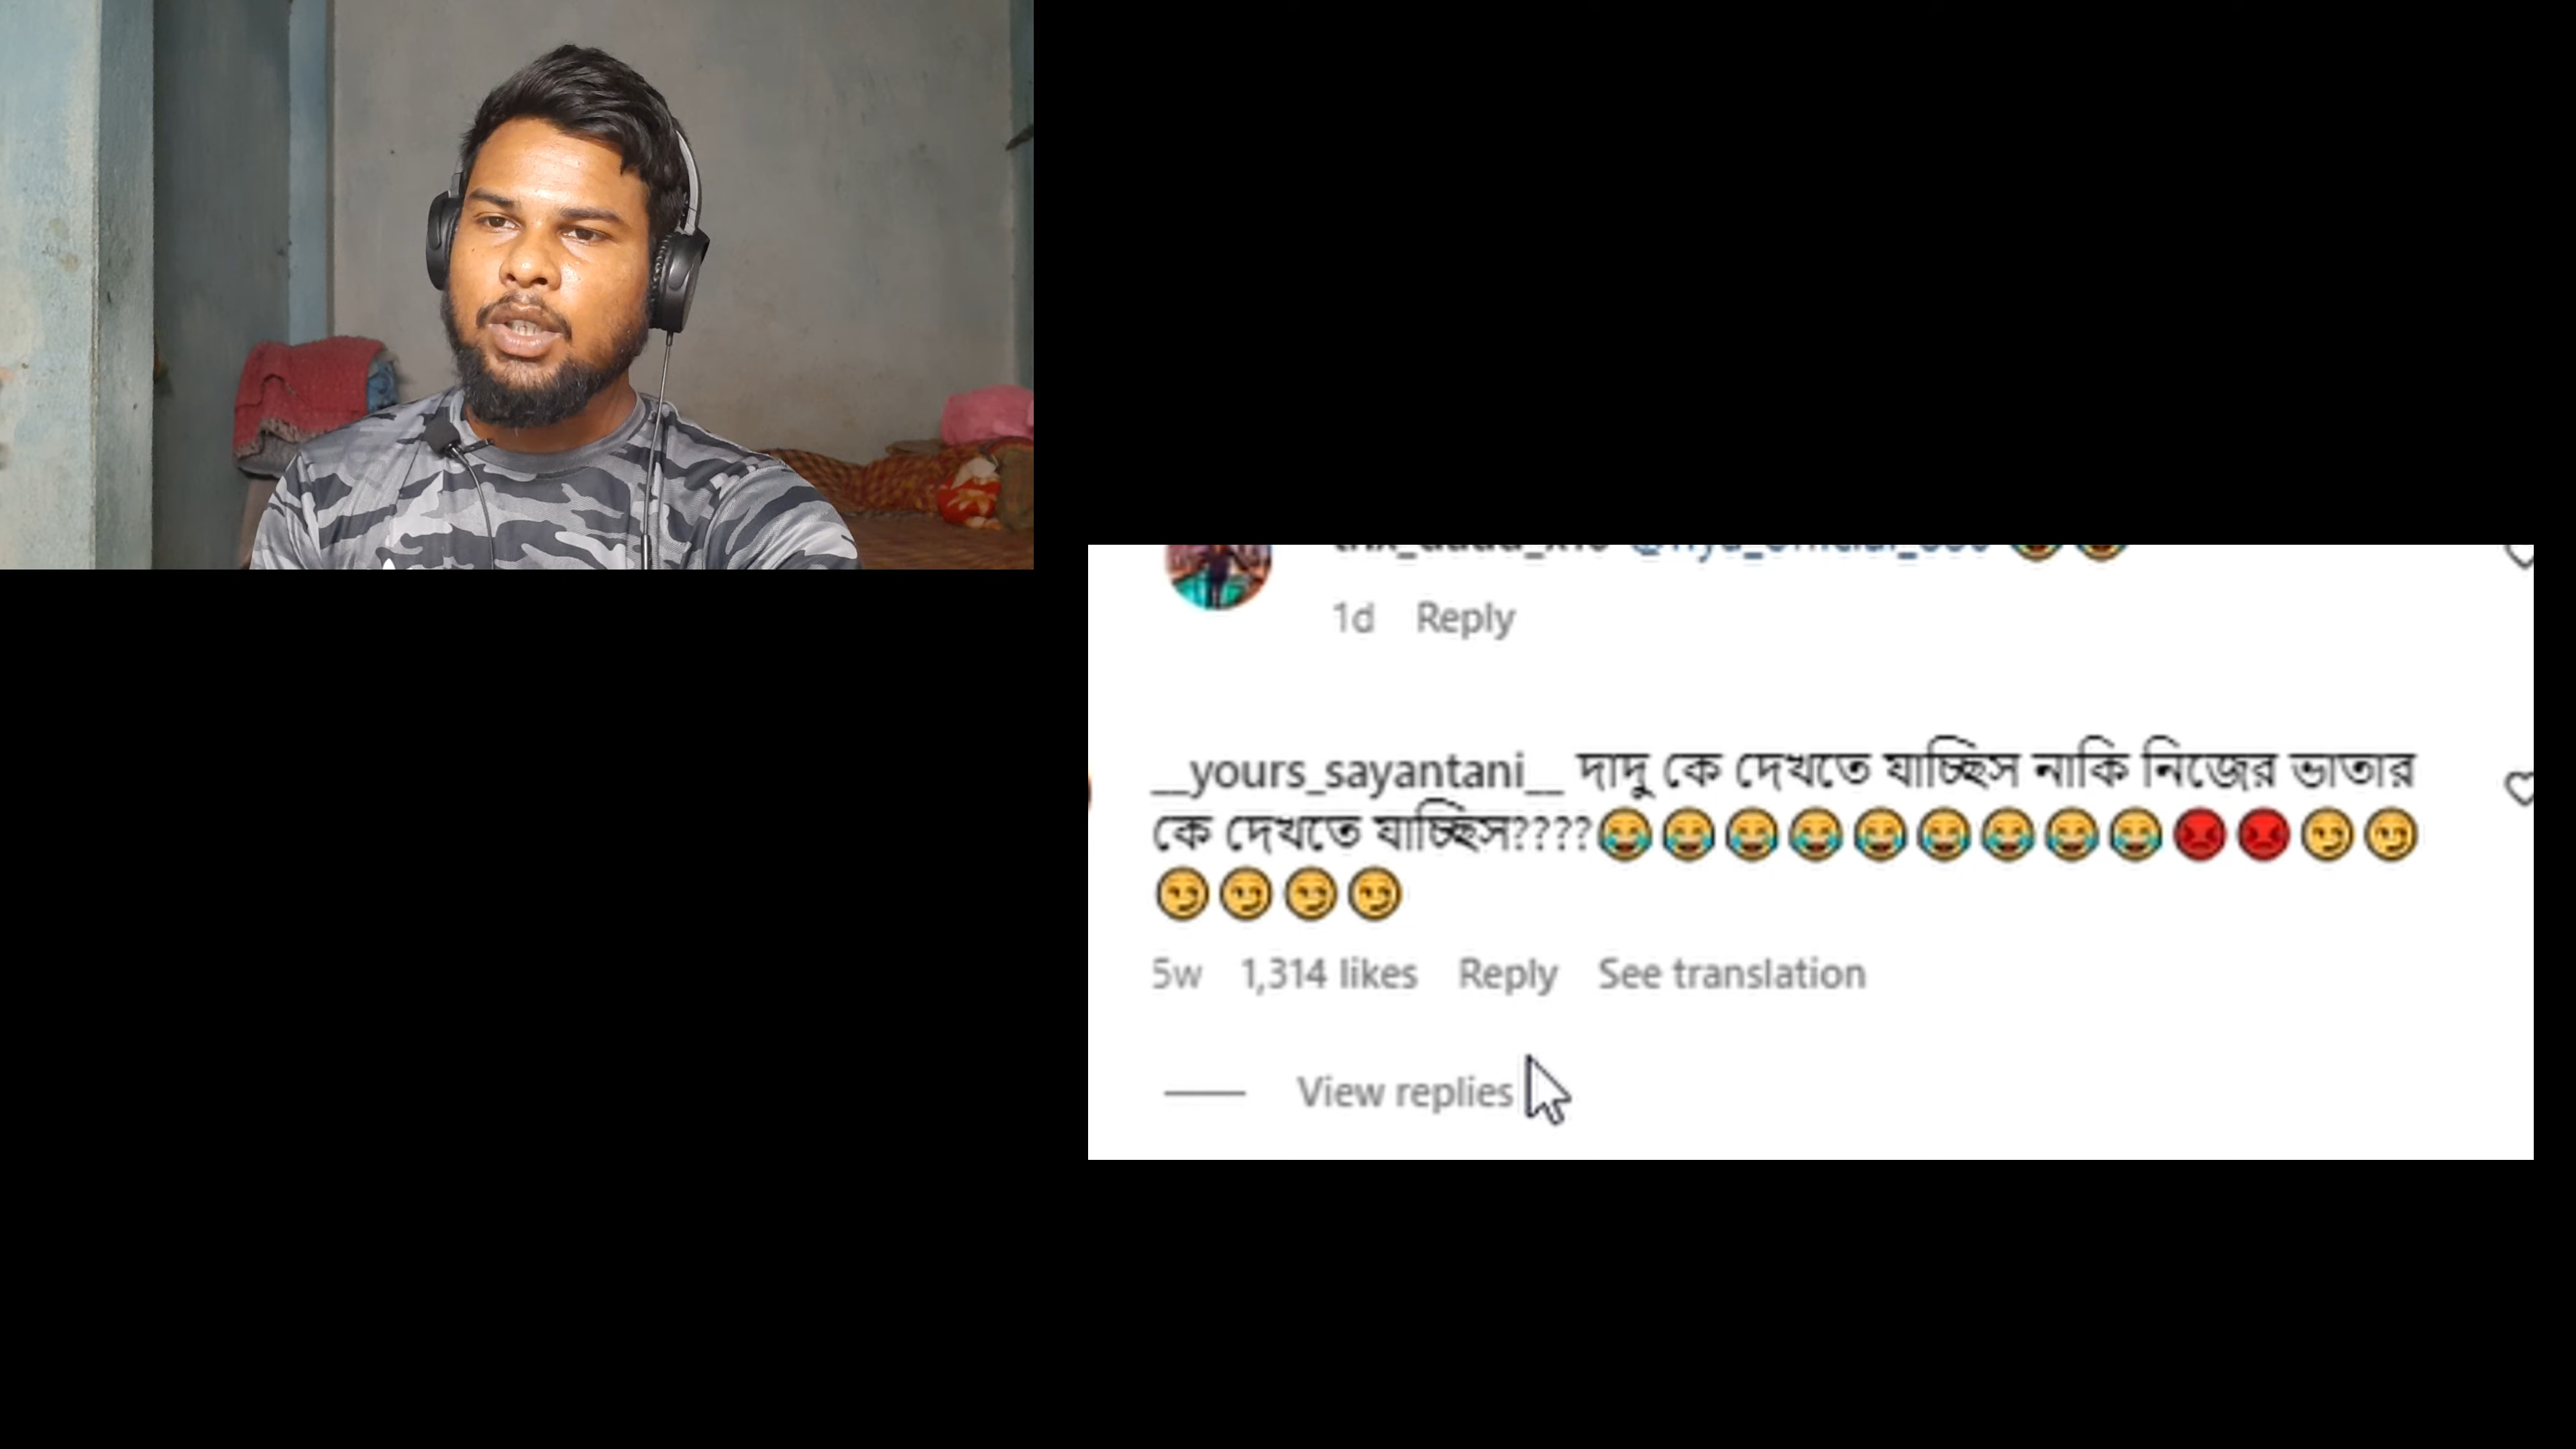 1d Reply
__yours_sayantani__ দাদু কে দেখতে যাচ্ছিস নাকি নিজের ভাতার
কে দেখতে যাচ্ছিস????😂😂😂😂😂😂😂😂😂😡😡😏😏
😏😏😏😏
5w 1,314 likes Reply See translation
View replies